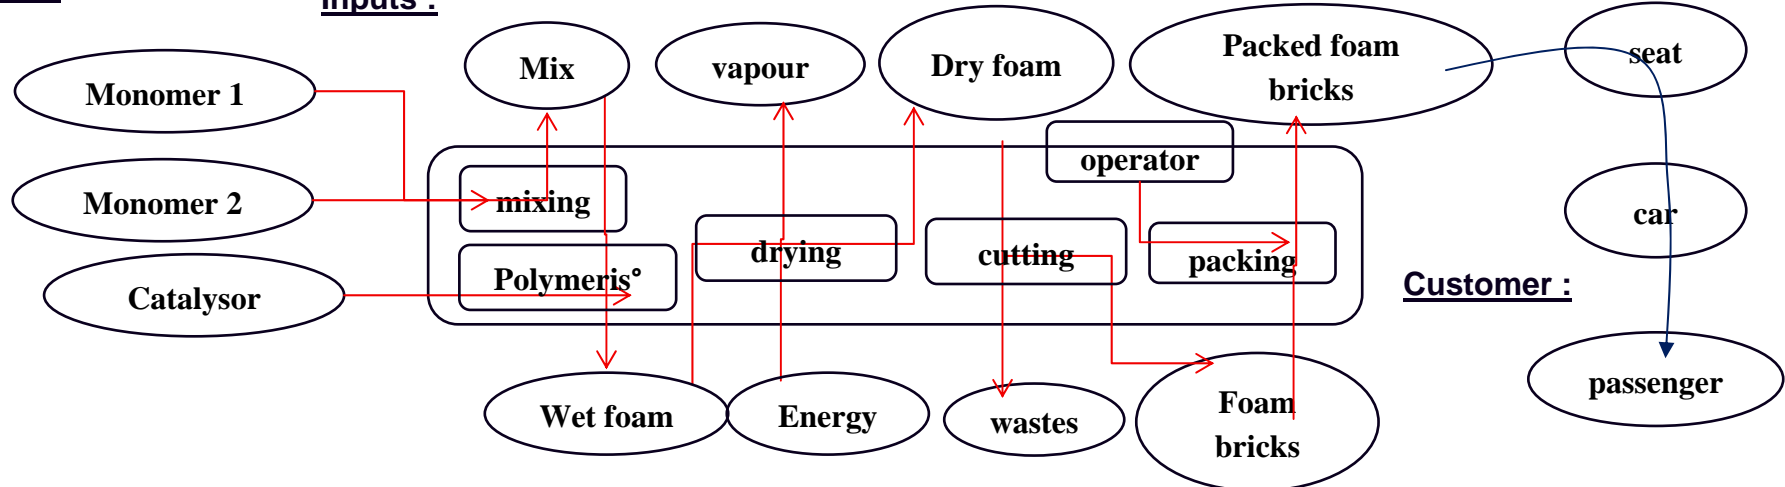 Inputs :
Mix
vapour
Dry foam
Packed foam
bricks
seat
Monomer 1
operator
Monomer 2
mixing
car
drying
cutting
packing
Polymeris°
Catalysor
Customer :
passenger
Wet foam
Energy
wastes
Foam
bricks